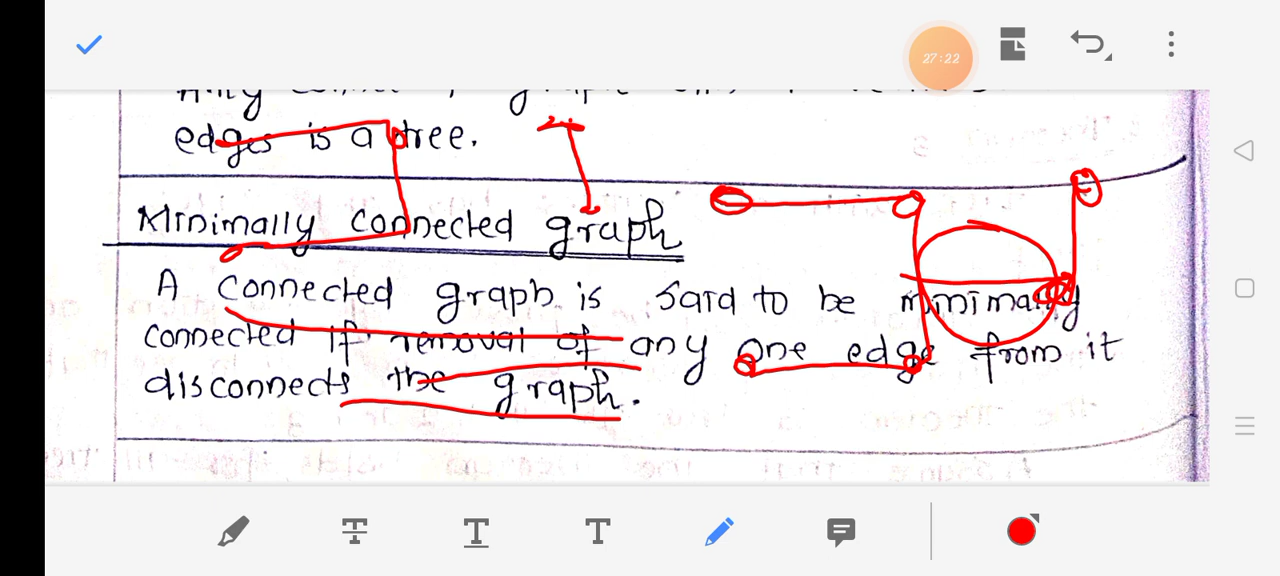 27:22
edges is a tree.
Minimally connected graph
A connected graph is said to be minimally
connected if removal of any one edge from it
disconnects the graph.
T T T